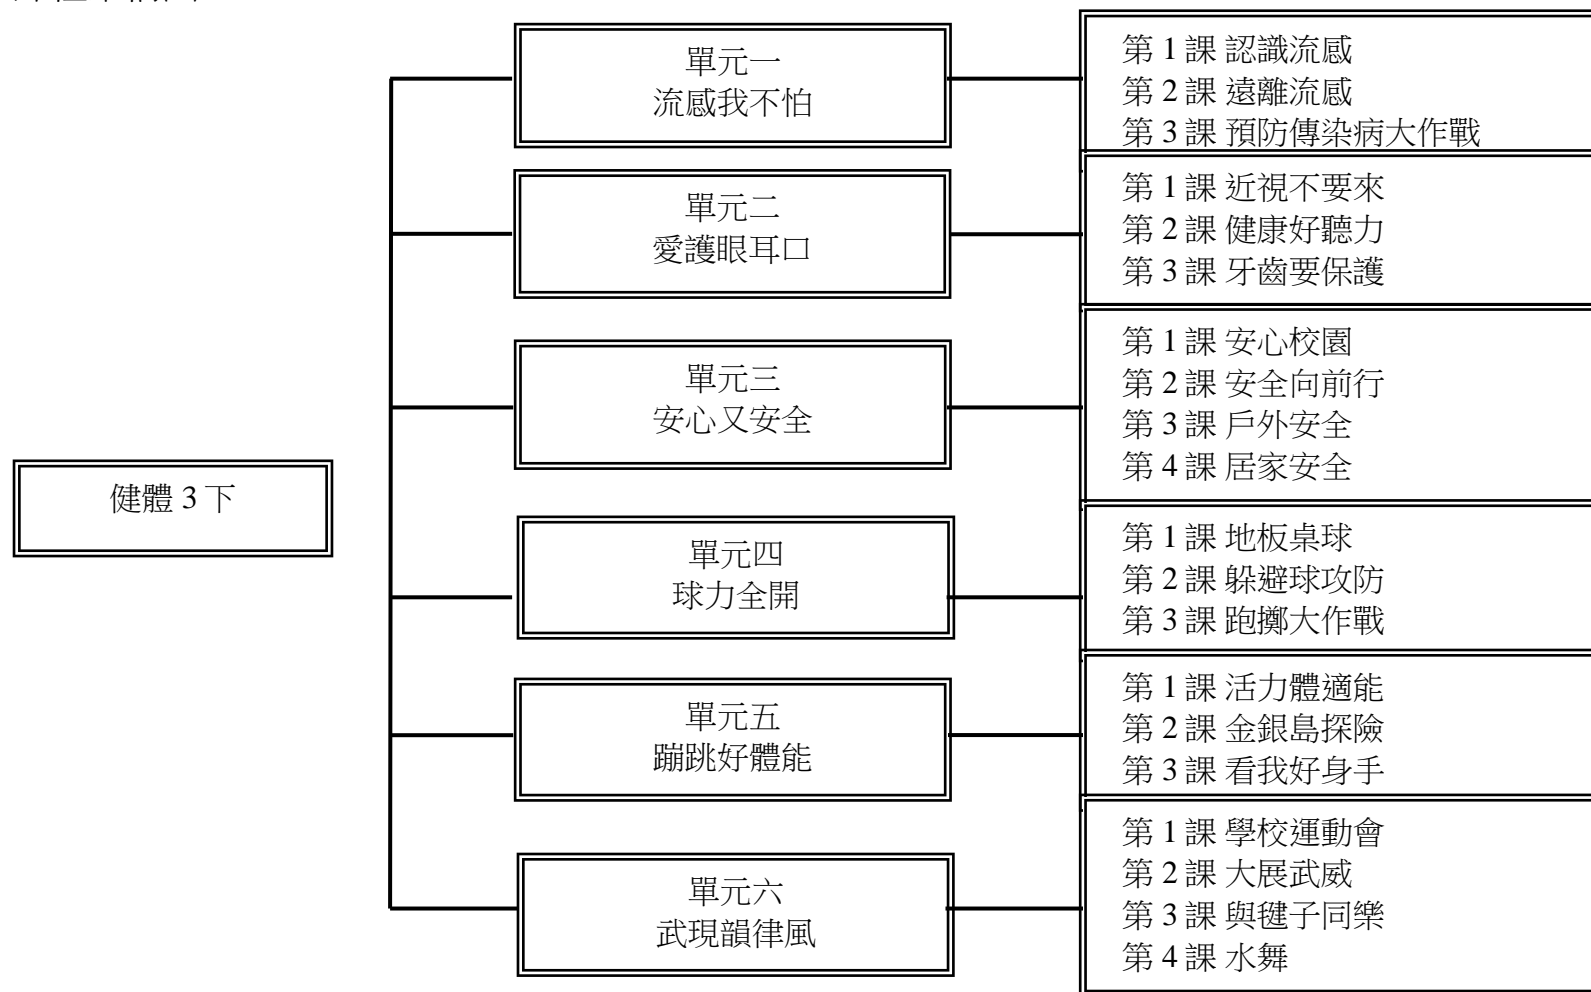 健體 3 下
單元一
流感我不怕
第 1 課 認識流感
第 2 課 遠離流感
第 3 課 預防傳染病大作戰
單元二
愛護眼耳口
第 1 課 近視不要來
第 2 課 健康好聽力
第 3 課 牙齒要保護
單元三
安心又安全
第 1 課 安心校園
第 2 課 安全向前行
第 3 課 戶外安全
第 4 課 居家安全
單元四
球力全開
第 1 課 地板桌球
第 2 課 躲避球攻防
第 3 課 跑擲大作戰
單元五
蹦跳好體能
第 1 課 活力體適能
第 2 課 金銀島探險
第 3 課 看我好身手
單元六
武現韻律風
第 1 課 學校運動會
第 2 課 大展武威
第 3 課 與毽子同樂
第 4 課 水舞